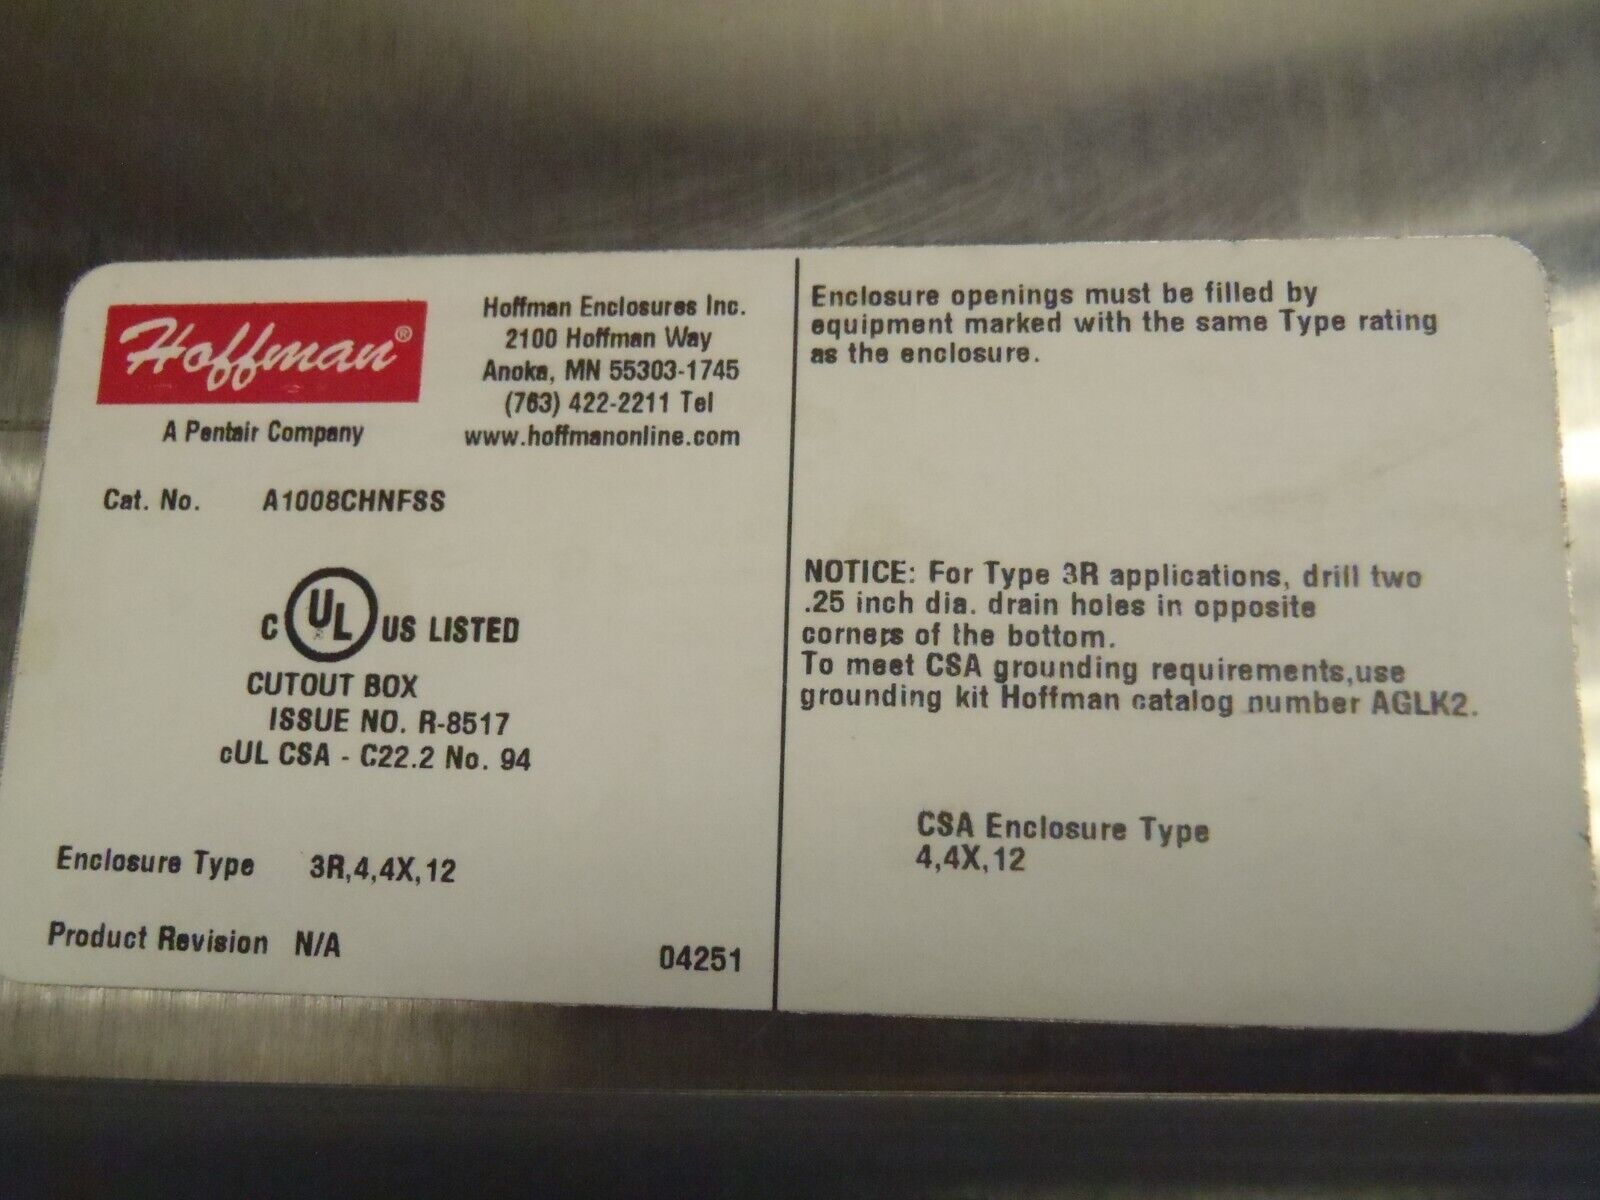 Hoffman®
A Pentair Company
Hoffman Enclosures Inc.
2100 Hoffman Way
Anoka, MN 55303-1745
(763) 422-2211 Tel
www.hoffmanonline.com
Cat. No. A1008CHNFSS
C UL ® US LISTED
CUTOUT BOX
ISSUE NO. R-8517
cUL CSA - C22.2 No. 94
Enclosure Type 3R,4,4X,12
Product Revision N/A 04251
Enclosure openings must be filled by
equipment marked with the same Type rating
as the enclosure.
NOTICE: For Type 3R applications, drill two
.25 inch dia. drain holes in opposite
corners of the bottom.
To meet CSA grounding requirements,use
grounding kit Hoffman catalog number AGLK2.
CSA Enclosure Type
4,4X,12